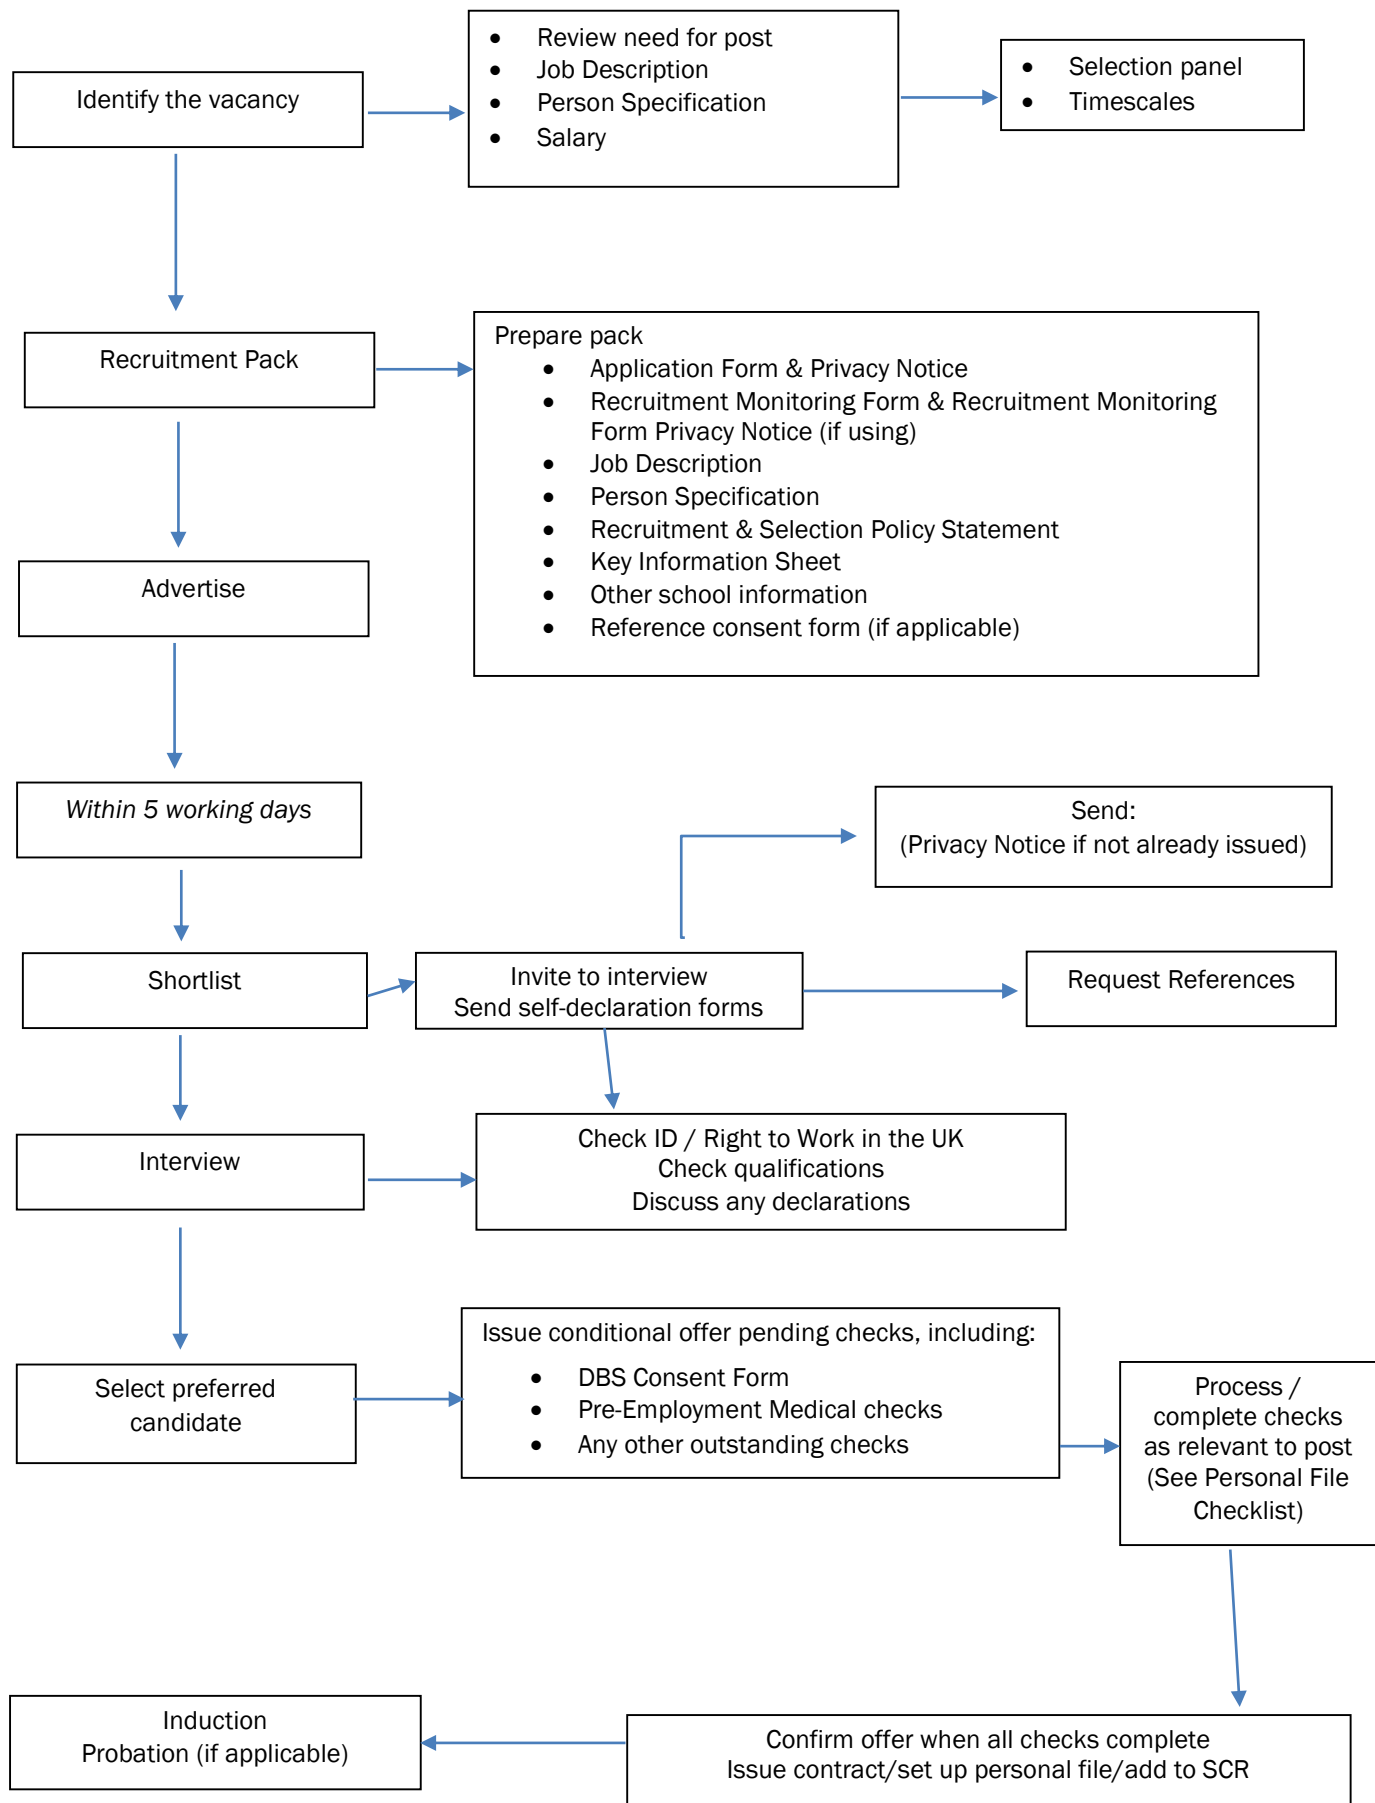 Identify the vacancy
• Review need for post
• Job Description
• Person Specification
• Salary
• Selection panel
• Timescales
Recruitment Pack
Prepare pack
• Application Form & Privacy Notice
• Recruitment Monitoring Form & Recruitment Monitoring
Form Privacy Notice (if using)
• Job Description
• Person Specification
• Recruitment & Selection Policy Statement
• Key Information Sheet
• Other school information
• Reference consent form (if applicable)
Advertise
Within 5 working days
Send:
(Privacy Notice if not already issued)
Shortlist
Invite to interview
Send self-declaration forms
Request References
Interview
Check ID / Right to Work in the UK
Check qualifications
Discuss any declarations
Select preferred
candidate
Issue conditional offer pending checks, including:
• DBS Consent Form
• Pre-Employment Medical checks
• Any other outstanding checks
Process /
complete checks
as relevant to post
(See Personal File
Checklist)
Induction
Probation (if applicable)
Confirm offer when all checks complete
Issue contract/set up personal file/add to SCR